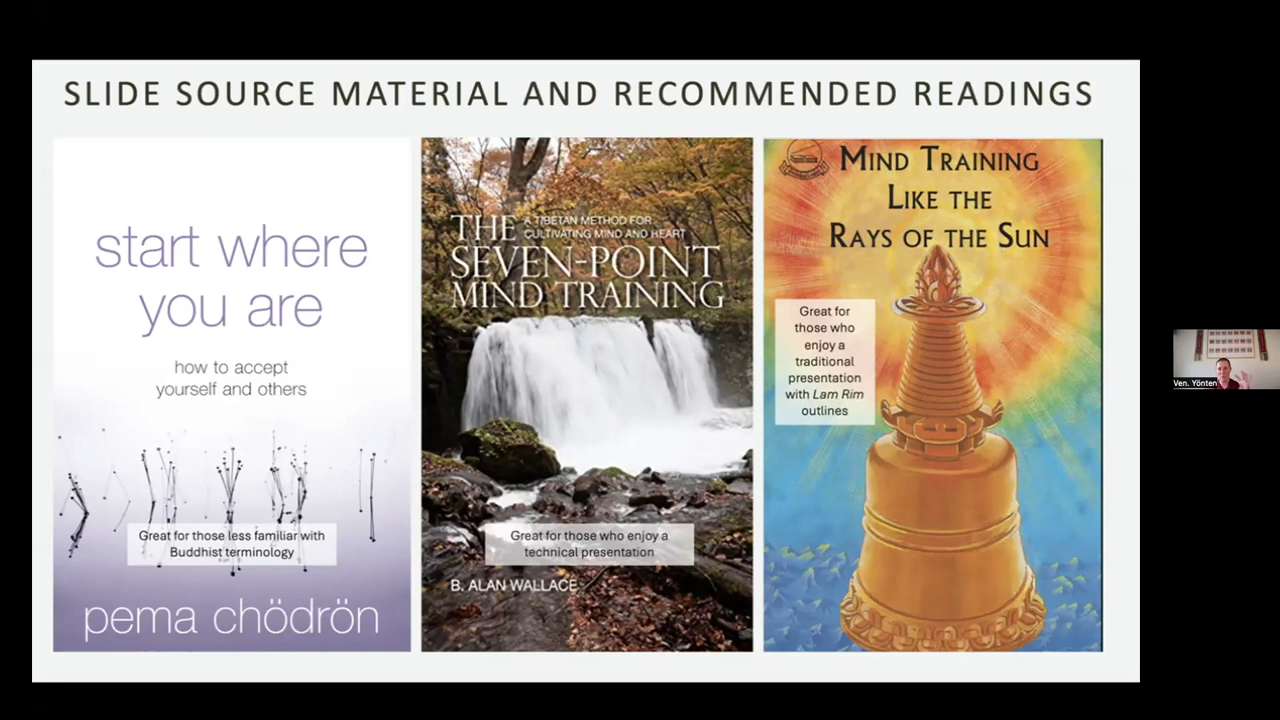 SLIDE SOURCE MATERIAL AND RECOMMENDED READINGS
start where
you are
how to accept
yourself and others
Great for those less familiar with
Buddhist terminology
pema chödrön
THE
A TIBETAN METHOD FOR
CULTIVATING MIND AND HEART
SEVEN-POINT
MIND TRAINING
Great for those who enjoy a
technical presentation
B. ALAN WALLACE
MIND TRAINING
LIKE THE
RAYS OF THE SUN
Great for
those who
enjoy a
traditional
presentation
with Lam Rim
outlines
Ven. Yönten